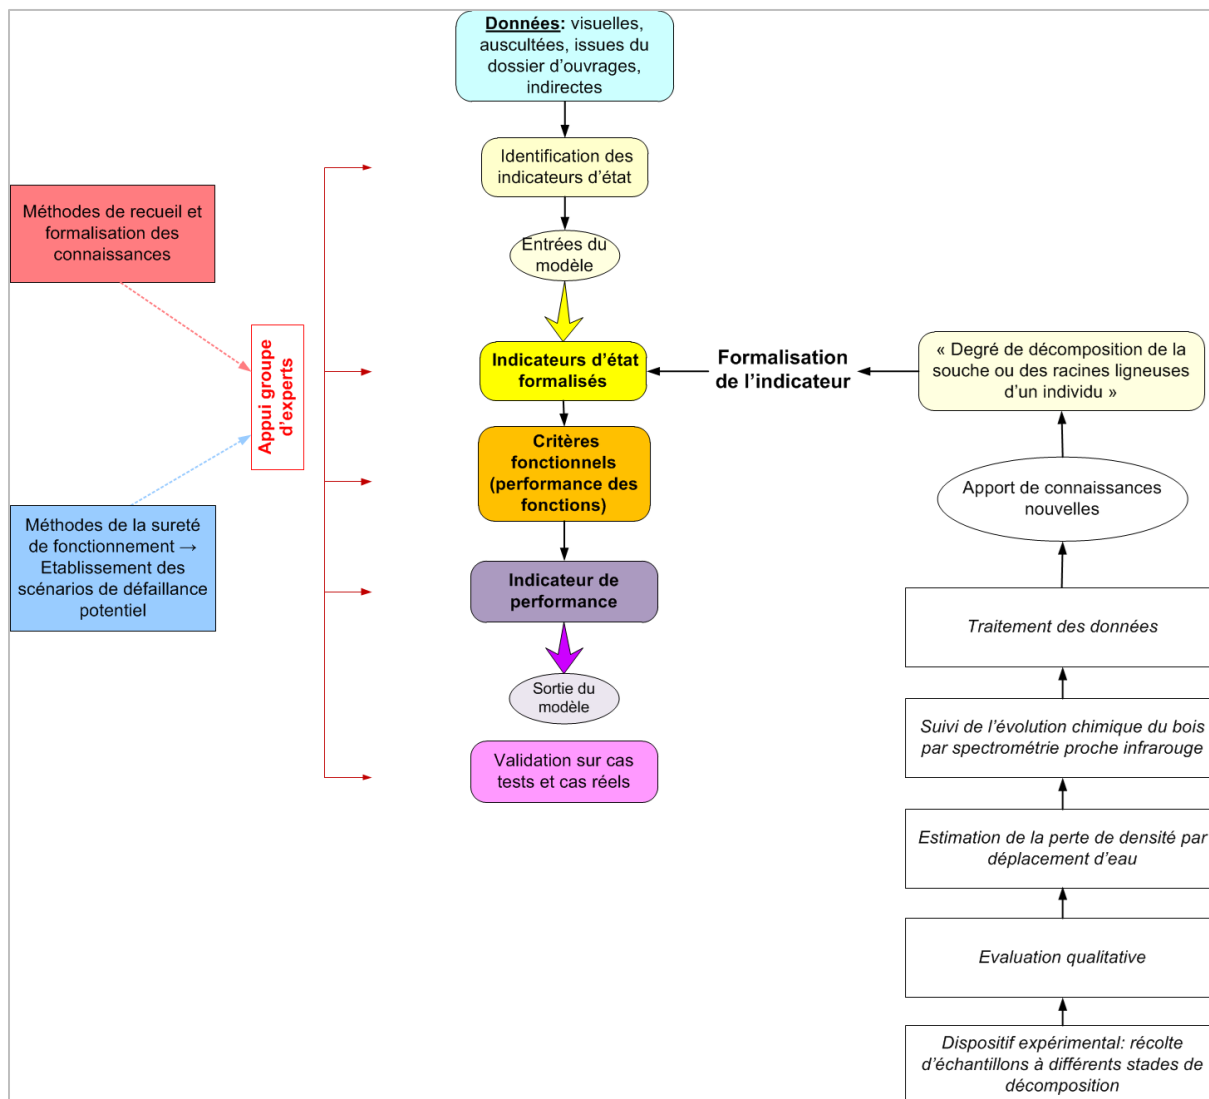 Données: visuelles,
auscultées, issues du
dossier d’ouvrages,
indirectes
Identification des
indicateurs d’état
Entrées du
modèle
Indicateurs d’état
formalisés
Critères
fonctionnels
(performance des
fonctions)
Indicateur de
performance
Sortie du
modèle
Validation sur cas
tests et cas réels
Méthodes de recueil et
formalisation des
connaissances
Appui groupe
d’experts
Méthodes de la sureté
de fonctionnement →
Etablissement des
scénarios de défaillance
potentiel
Formalisation
de l’indicateur
« Degré de décomposition de la
souche ou des racines ligneuses
d’un individu »
Apport de connaissances
nouvelles
Traitement des données
Suivi de l’évolution chimique du bois
par spectrométrie proche infrarouge
Estimation de la perte de densité par
déplacement d’eau
Evaluation qualitative
Dispositif expérimental: récolte
d’échantillons à différents stades de
décomposition